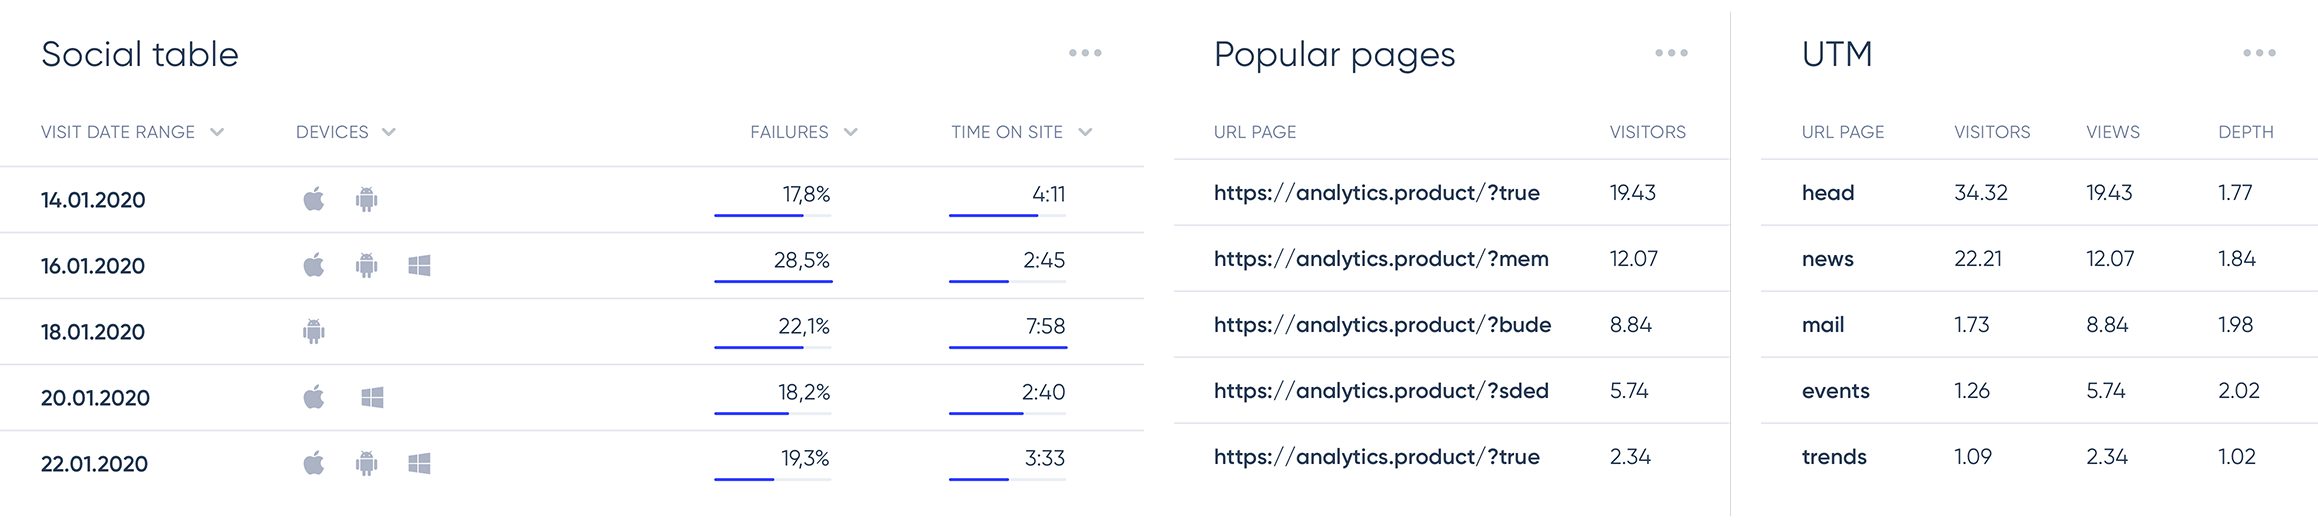 Social table
VISIT DATE RANGE DEVICES FAILURES TIME ON SITE
14.01.2020 17,8% 4:11
16.01.2020 28,5% 2:45
18.01.2020 22,1% 7:58
20.01.2020 18,2% 2:40
22.01.2020 19,3% 3:33
Popular pages
URL PAGE VISITORS
https://analytics.product/?true 19.43
https://analytics.product/?mem 12.07
https://analytics.product/?bude 8.84
https://analytics.product/?sded 5.74
https://analytics.product/?true 2.34
UTM
URL PAGE VISITORS VIEWS DEPTH
head 34.32 19.43 1.77
news 22.21 12.07 1.84
mail 1.73 8.84 1.98
events 1.26 5.74 2.02
trends 1.09 2.34 1.02